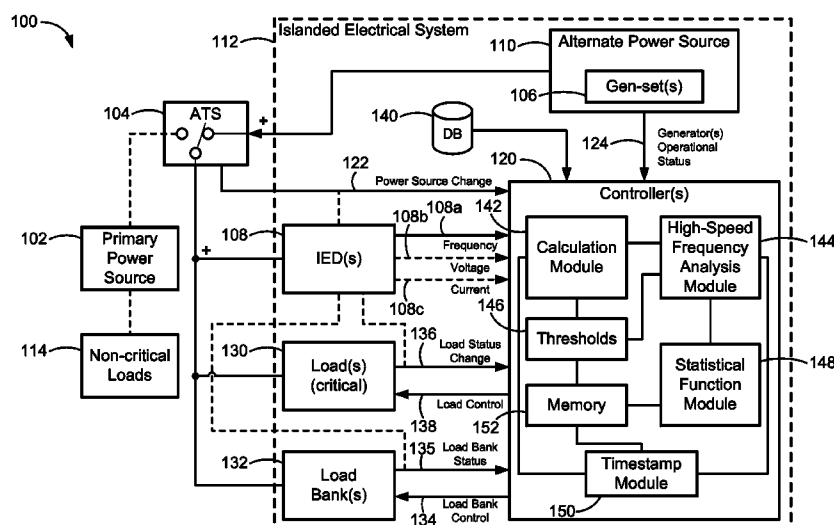 100
112
Islanded Electrical System
110
Alternate Power Source
106
Gen-set(s)
104
ATS
+
140
DB
124
Generator(s)
Operational
Status
122
Power Source Change
120
Controller(s)
102
Primary
Power
Source
+
108
IED(s)
108b
108a
Frequency
Voltage
Current
108c
142
Calculation
Module
High-Speed
Frequency
Analysis
Module
144
146
Thresholds
114
Non-critical
Loads
130
Load(s)
(critical)
136
Load Status
Change
Load Control
138
Statistical
Function
Module
148
Memory
152
132
Load
Bank(s)
135
Load Bank
Status
Load Bank
Control
134
Timestamp
Module
150